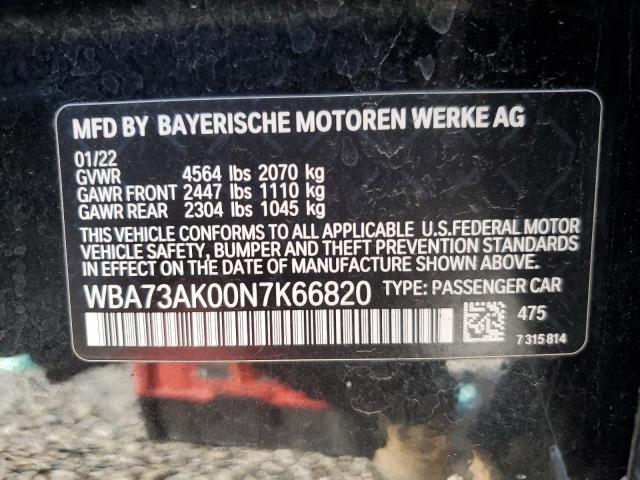 MFD BY BAYERISCHE MOTOREN WERKE AG
01/22
GVWR 4564 lbs 2070 kg
GAWR FRONT 2447 lbs 1110 kg
GAWR REAR 2304 lbs 1045 kg
THIS VEHICLE CONFORMS TO ALL APPLICABLE U.S.FEDERAL MOTOR
VEHICLE SAFETY, BUMPER AND THEFT PREVENTION STANDARDS
IN EFFECT ON THE DATE OF MANUFACTURE SHOWN ABOVE.
WBA73AK00N7K66820 TYPE: PASSENGER CAR
475
7 315 814